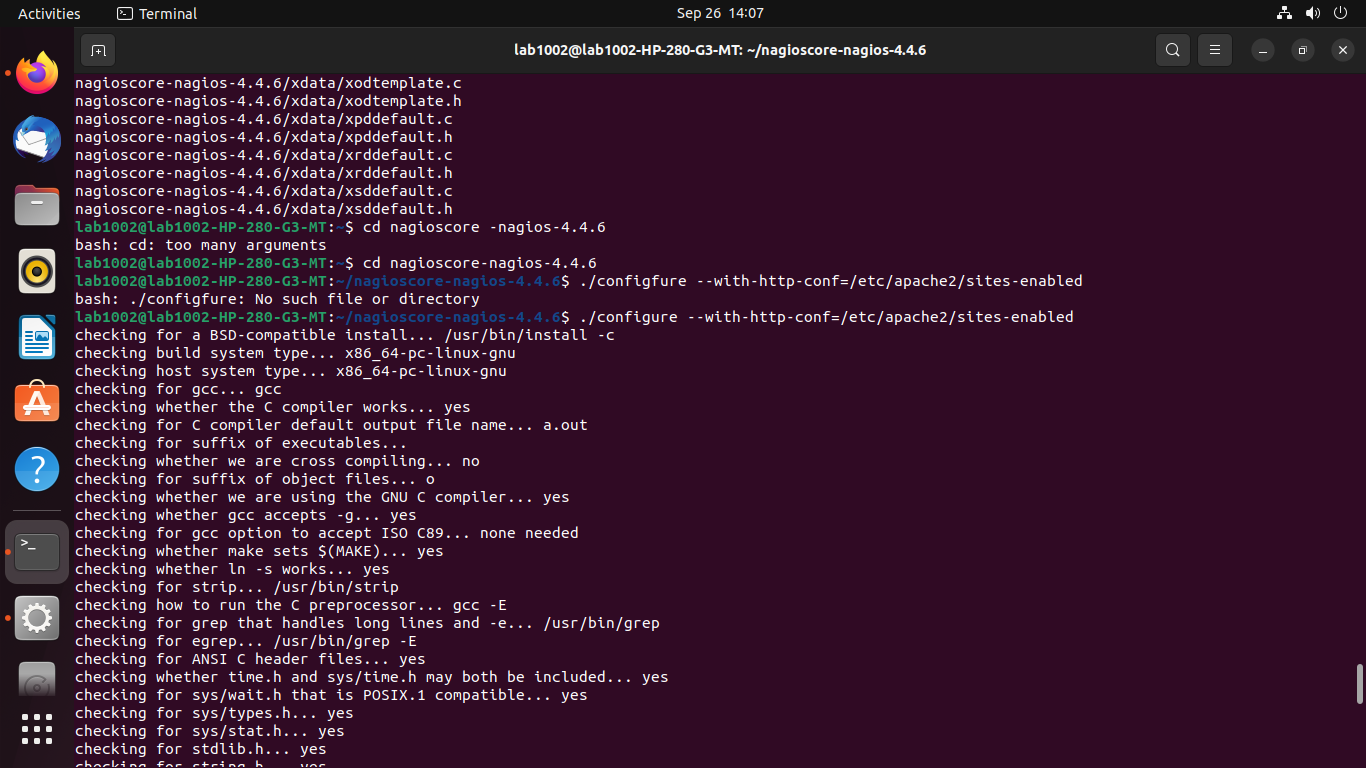 Activities
Terminal
Sep 26 14:07
lab1002@lab1002-HP-280-G3-MT: ~/nagioscore-nagios-4.4.6
nagioscore-nagios-4.4.6/xdata/xodtemplate.c
nagioscore-nagios-4.4.6/xdata/xodtemplate.h
nagioscore-nagios-4.4.6/xdata/xpddefault.c
nagioscore-nagios-4.4.6/xdata/xpddefault.h
nagioscore-nagios-4.4.6/xdata/xrddefault.c
nagioscore-nagios-4.4.6/xdata/xrddefault.h
nagioscore-nagios-4.4.6/xdata/xsddefault.c
nagioscore-nagios-4.4.6/xdata/xsddefault.h
lab1002@lab1002-HP-280-G3-MT:~$ cd nagioscore -nagios-4.4.6
bash: cd: too many arguments
lab1002@lab1002-HP-280-G3-MT:~$ cd nagioscore-nagios-4.4.6
lab1002@lab1002-HP-280-G3-MT:~/nagioscore-nagios-4.4.6$ ./configfure --with-http-conf=/etc/apache2/sites-enabled
bash: ./configfure: No such file or directory
lab1002@lab1002-HP-280-G3-MT:~/nagioscore-nagios-4.4.6$ ./configure --with-http-conf=/etc/apache2/sites-enabled
checking for a BSD-compatible install... /usr/bin/install -c
checking build system type... x86_64-pc-linux-gnu
checking host system type... x86_64-pc-linux-gnu
checking for gcc... gcc
checking whether the C compiler works... yes
checking for C compiler default output file name... a.out
checking for suffix of executables...
checking whether we are cross compiling... no
checking for suffix of object files... o
checking whether we are using the GNU C compiler... yes
checking whether gcc accepts -g... yes
checking for gcc option to accept ISO C89... none needed
checking whether make sets $(MAKE)... yes
checking whether ln -s works... yes
checking for strip... /usr/bin/strip
checking how to run the C preprocessor... gcc -E
checking for grep that handles long lines and -e... /usr/bin/grep
checking for egrep... /usr/bin/grep -E
checking for ANSI C header files... yes
checking whether time.h and sys/time.h may both be included... yes
checking for sys/wait.h that is POSIX.1 compatible... yes
checking for sys/types.h... yes
checking for sys/stat.h... yes
checking for stdlib.h... yes
checking for string.h... yes